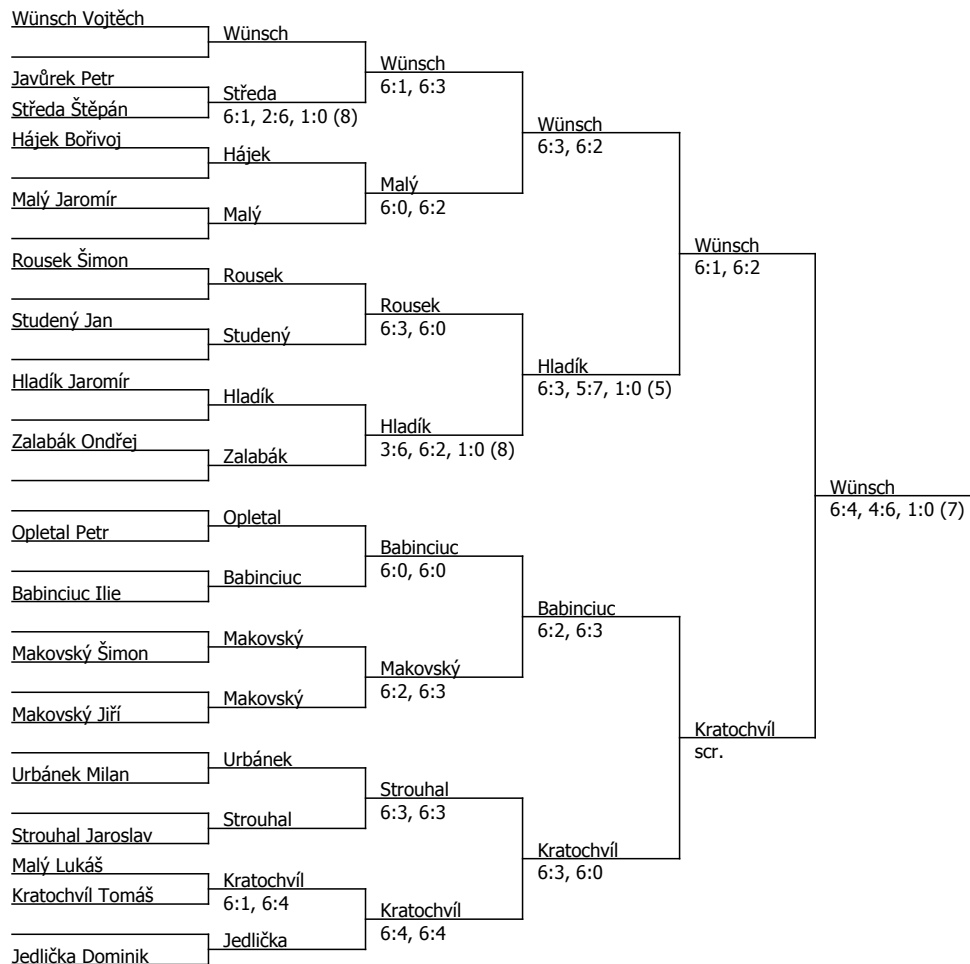 Wünsch Vojtěch
Javůrek Petr
Středa Štěpán
Hájek Bořivoj
Malý Jaromír
Rousek Šimon
Studený Jan
Hladík Jaromír
Zalabák Ondřej
Opletal Petr
Babinciuc Ilie
Makovský Šimon
Makovský Jiří
Urbánek Milan
Strouhal Jaroslav
Malý Lukáš
Kratochvíl Tomáš
Jedlička Dominik
Wünsch
Středa
6:1, 2:6, 1:0 (8)
Hájek
Malý
Rousek
Studený
Hladík
Zalabák
Opletal
Babinciuc
Makovský
Makovský
Urbánek
Strouhal
Kratochvíl
6:1, 6:4
Jedlička
Wünsch
6:1, 6:3
Malý
6:0, 6:2
Rousek
6:3, 6:0
Hladík
3:6, 6:2, 1:0 (8)
Babinciuc
6:0, 6:0
Makovský
6:2, 6:3
Strouhal
6:3, 6:3
Kratochvíl
6:4, 6:4
Wünsch
6:3, 6:2
Hladík
6:3, 5:7, 1:0 (5)
Babinciuc
6:2, 6:3
Kratochvíl
6:3, 6:0
Wünsch
6:1, 6:2
Kratochvíl
scr.
Wünsch
6:4, 4:6, 1:0 (7)